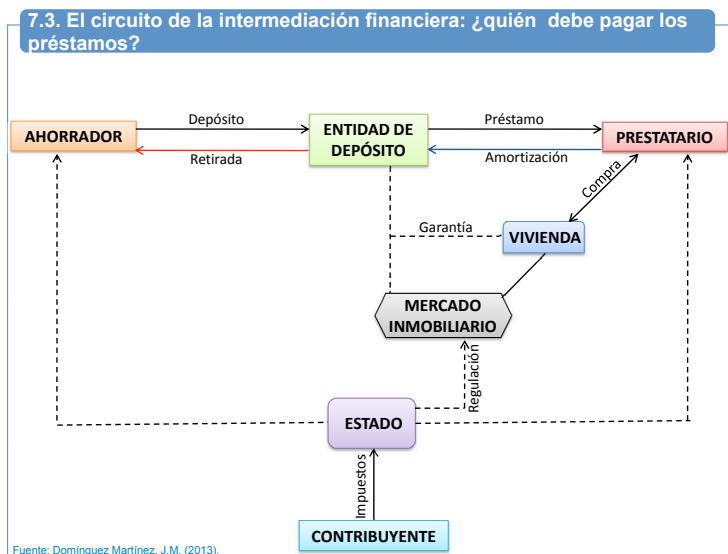 7.3. El circuito de la intermediación financiera: ¿quién debe pagar los
préstamos?
Depósito
Préstamo
AHORRADOR
ENTIDAD DE
DEPÓSITO
PRESTATARIO
Retirada
Amortización
Compra
Garantía
VIVIENDA
MERCADO
INMOBILIARIO
Regulación
ESTADO
Impuestos
CONTRIBUYENTE
Fuente: Domínguez Martínez, J.M. (2013).